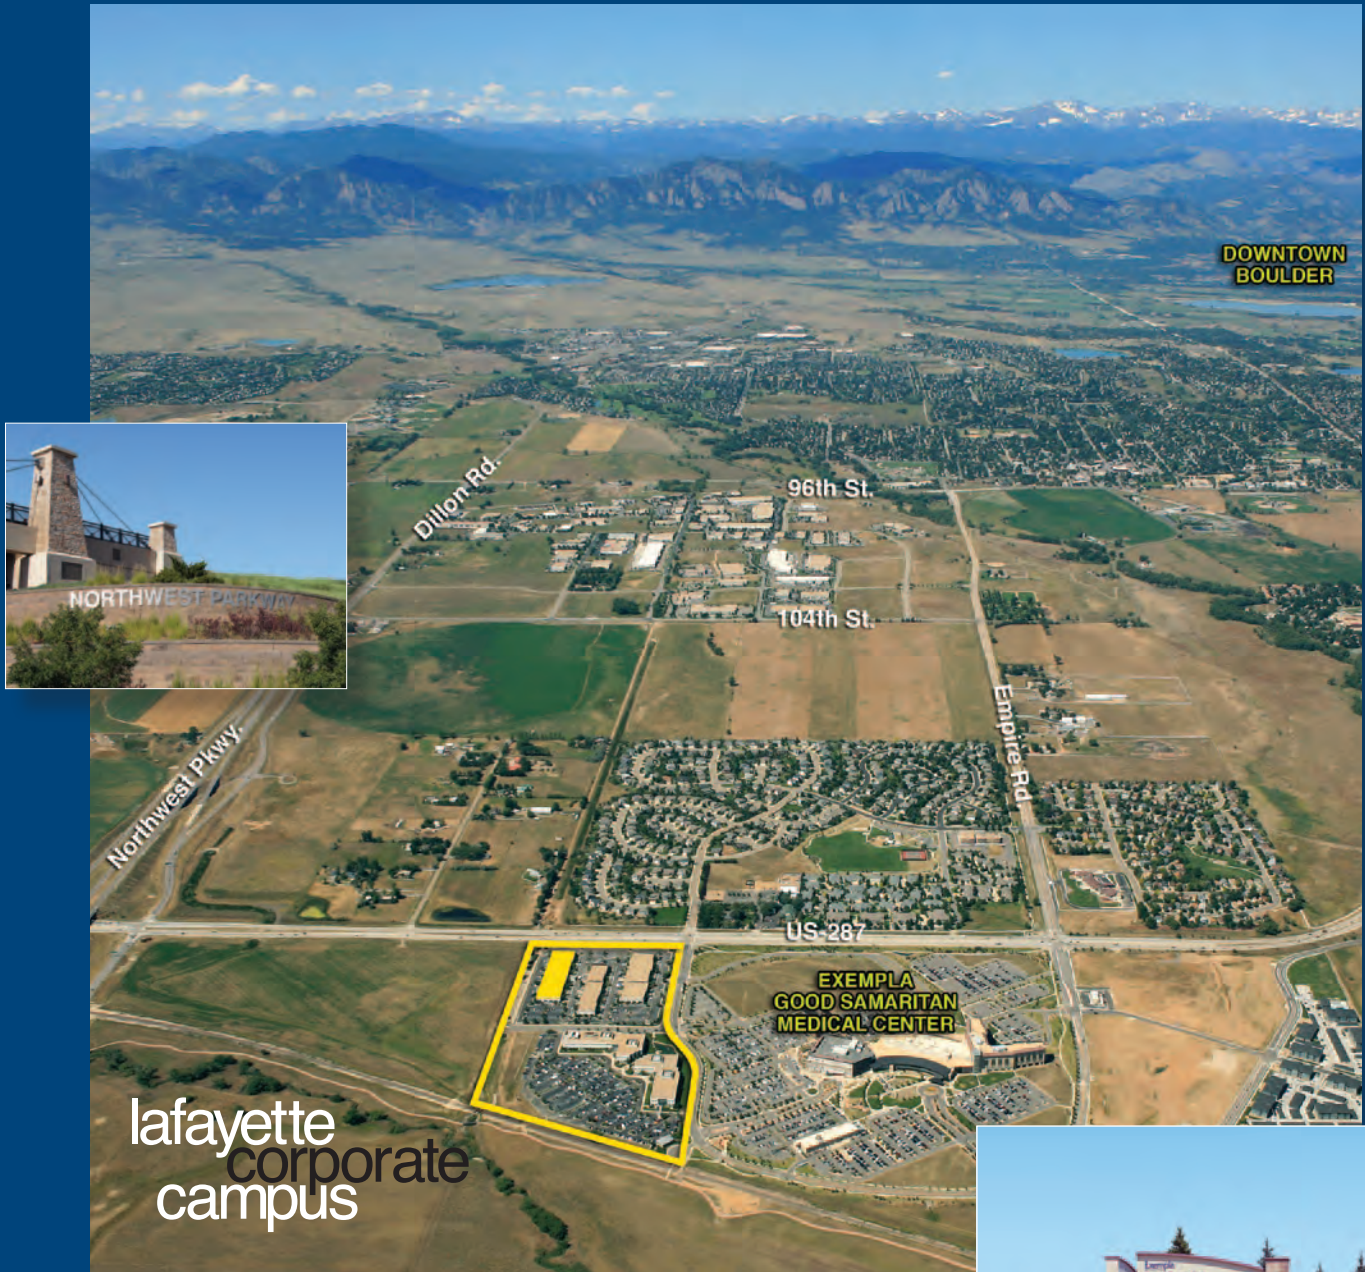 DOWNTOWN
BOULDER
Dillon Rd.
96th St.
NORTHWEST PARKWAY
104th St.
Empire Rd
Northwest Pkwy.
US-287
EXEMPLA
GOOD SAMARITAN
MEDICAL CENTER
lafayette
corporate
campus
Exempla